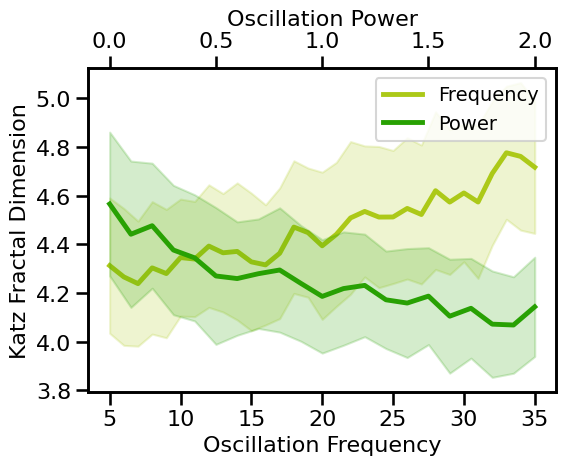 Oscillation Power
0.0 0.5 1.0 1.5 2.0
Frequency
Power
Katz Fractal Dimension
5.0
4.8
4.6
4.4
4.2
4.0
3.8
5 10 15 20 25 30 35
Oscillation Frequency